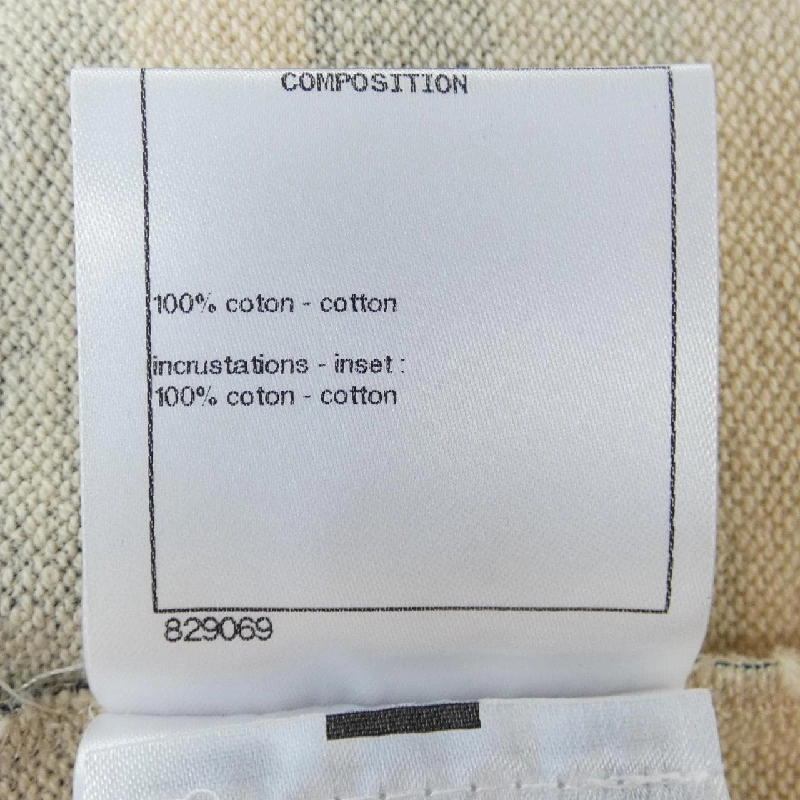 COMPOSITION
100% coton - cotton
incrustations - inset :
100% coton - cotton
829069